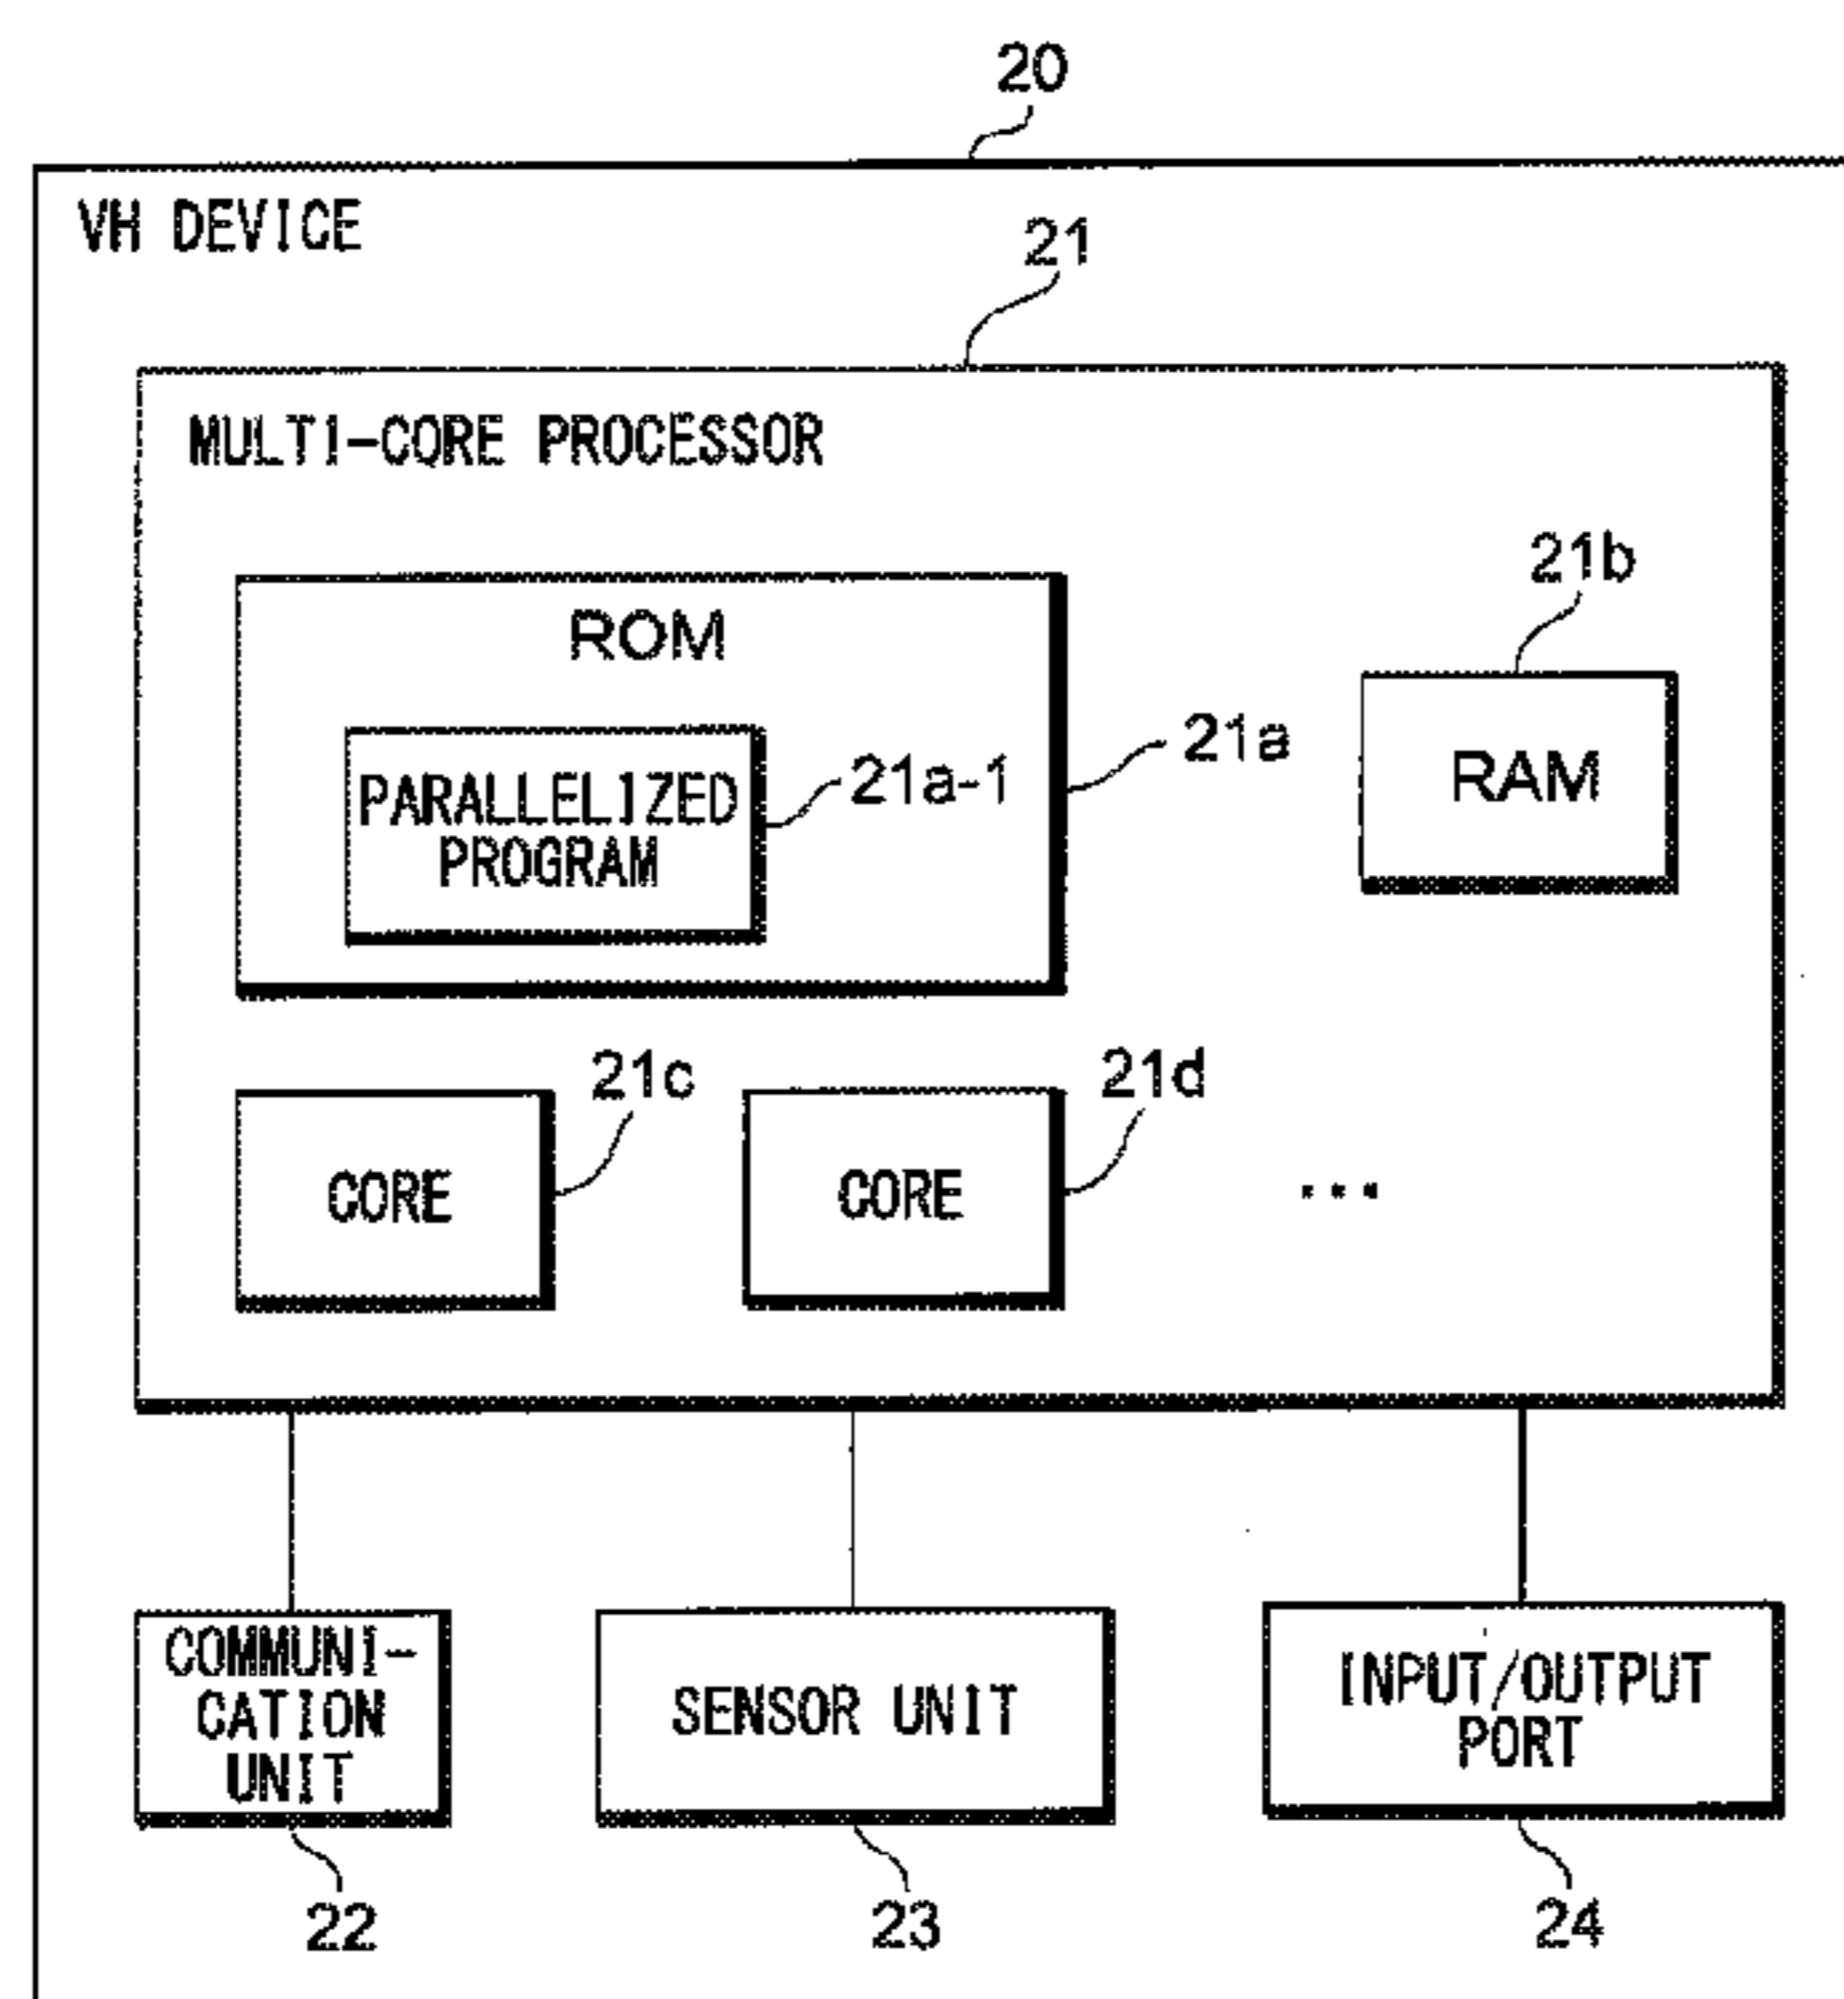 20
VH DEVICE
21
MULTI-CORE PROCESSOR
21b
ROM
21a
RAM
PARALLELIZED
PROGRAM
21a-1
21c
21d
CORE
CORE
...
COMMUNI-
CATION
UNIT
SENSOR UNIT
INPUT/OUTPUT
PORT
22
23
24